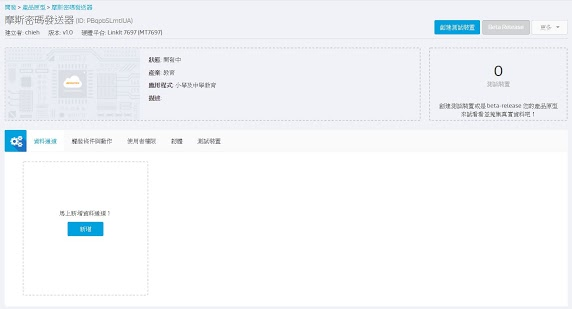 開發 > 產品原型 > 摩斯密碼發送器
摩斯密碼發送器 (ID: PBqpoSLmtIUA)
建立者: chieh 版本: v1.0 硬體平台: LinkIt 7697 (MT7697)
創建測試裝置 Beta Release 更多
狀態 開發中
產業 教育
應用程式 小學及中學教育
描述
0
測試裝置
創建測試裝置或是 beta-release 您的產品原型
來試看看並蒐集真實資料吧！
資料通道 觸發條件與動作 使用者權限 韌體 測試裝置
馬上新增資料通道！
新增